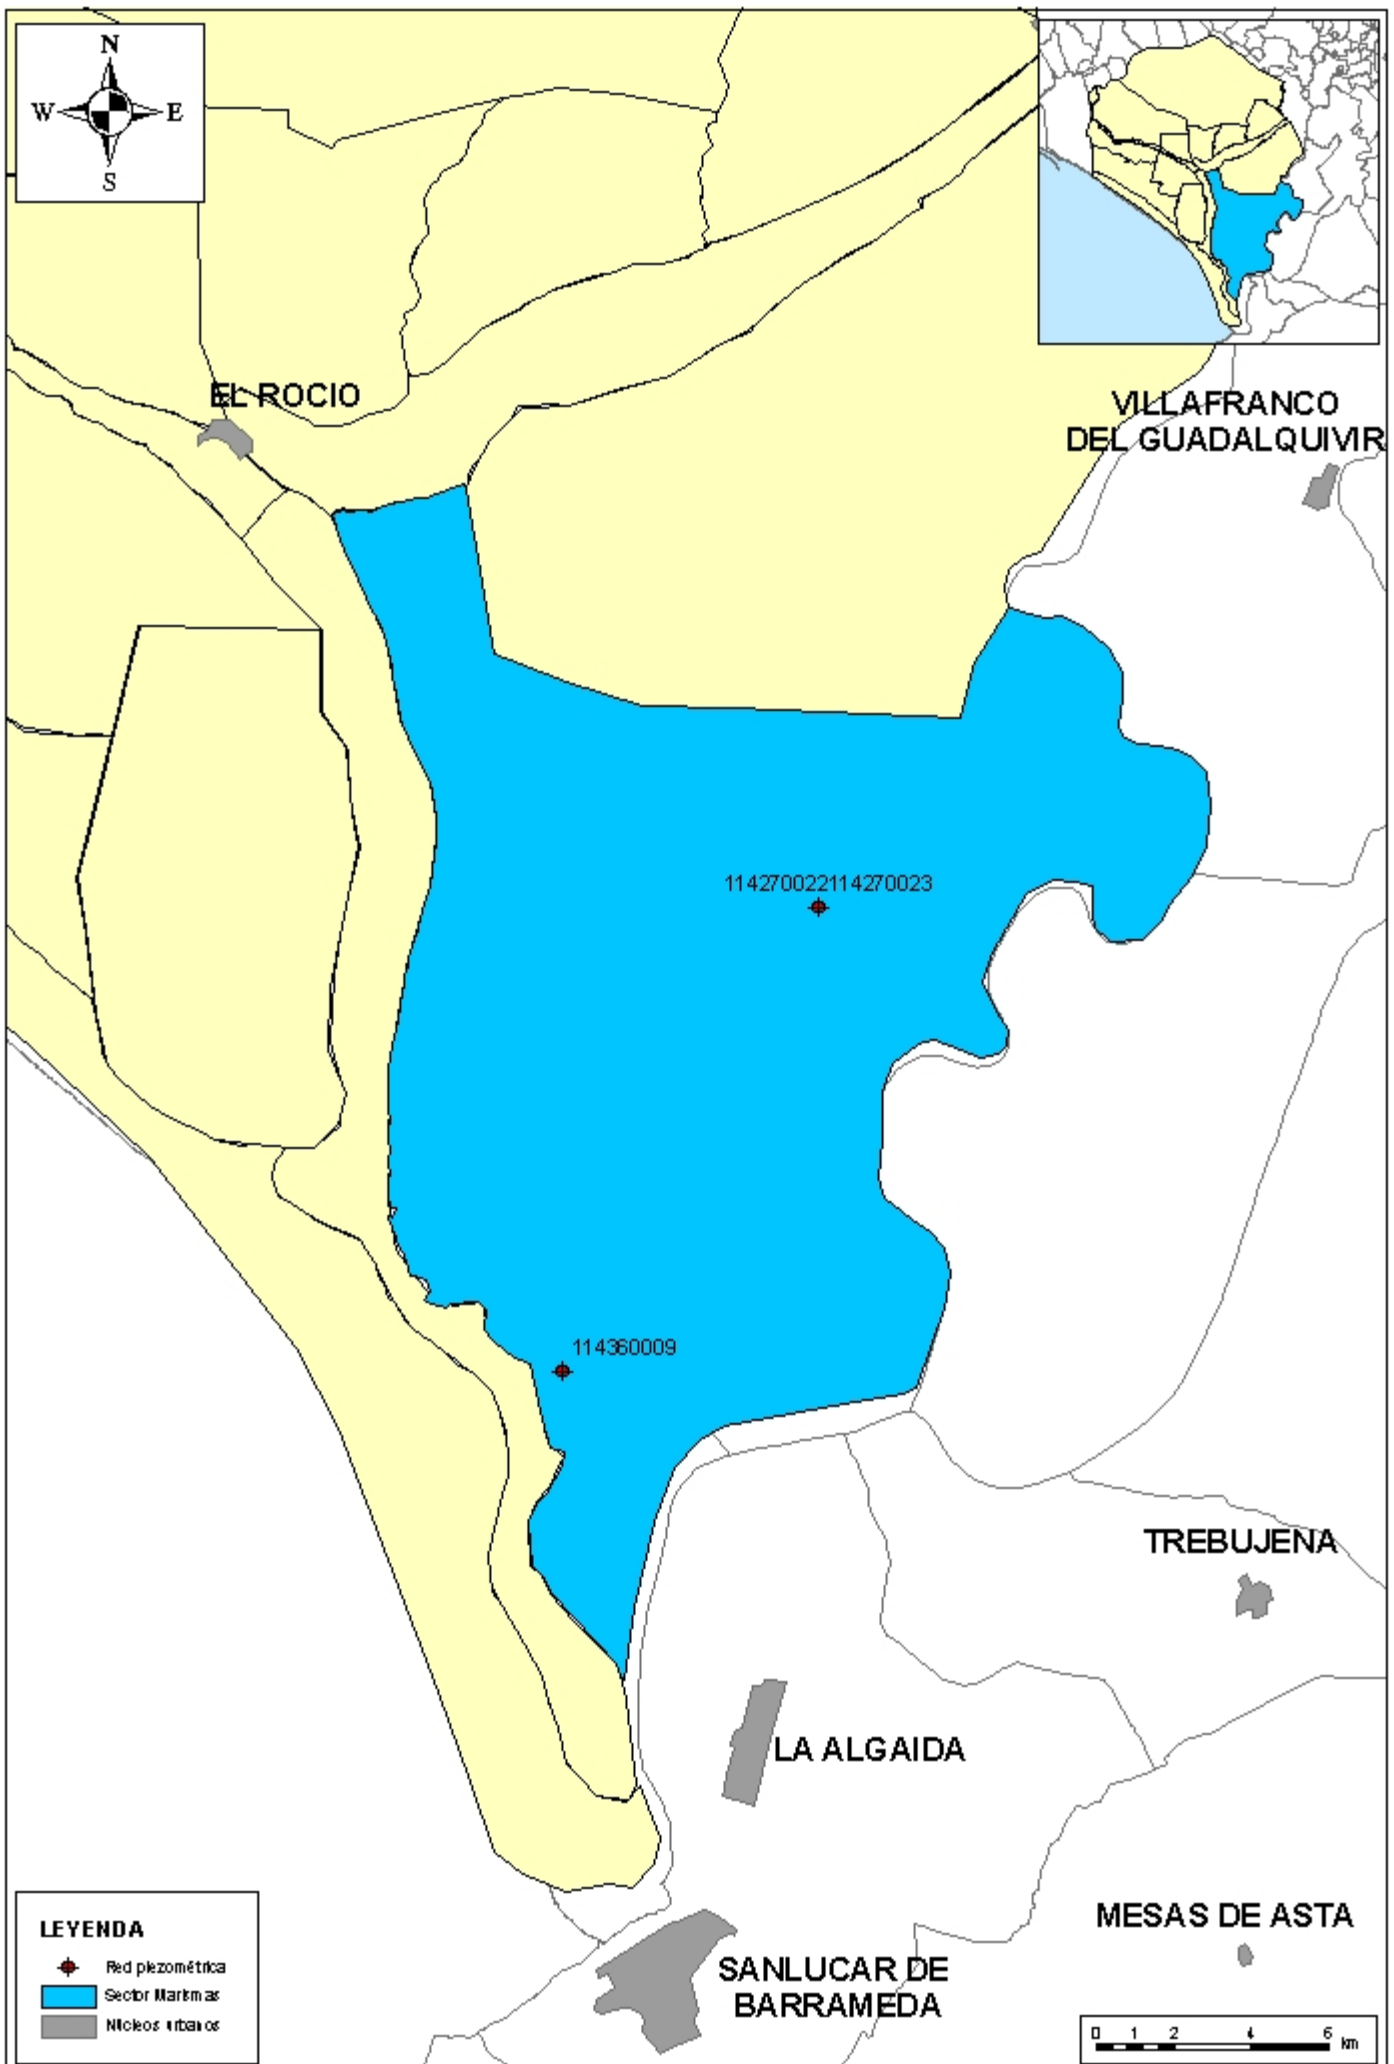 N
W E
S
EL ROCIO
VILLAFRANCO
DEL GUADALQUIVIR
114270022114270023
114360009
TREBUJENA
LA ALGAIDA
MESAS DE ASTA
SANLUCAR DE
BARRAMEDA
LEYENDA
Red piezométrica
Sector Marismas
Núcleos urbanos
0 1 2 4 6 km